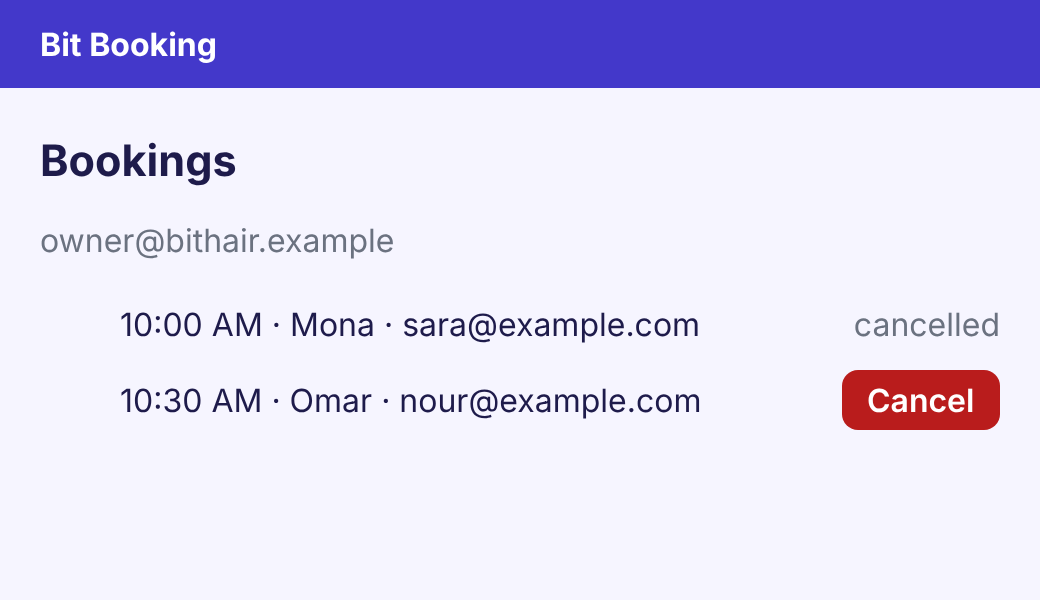 Bit Booking
Bookings
owner@bithair.example
10:00 AM · Mona · sara@example.com cancelled
10:30 AM · Omar · nour@example.com Cancel